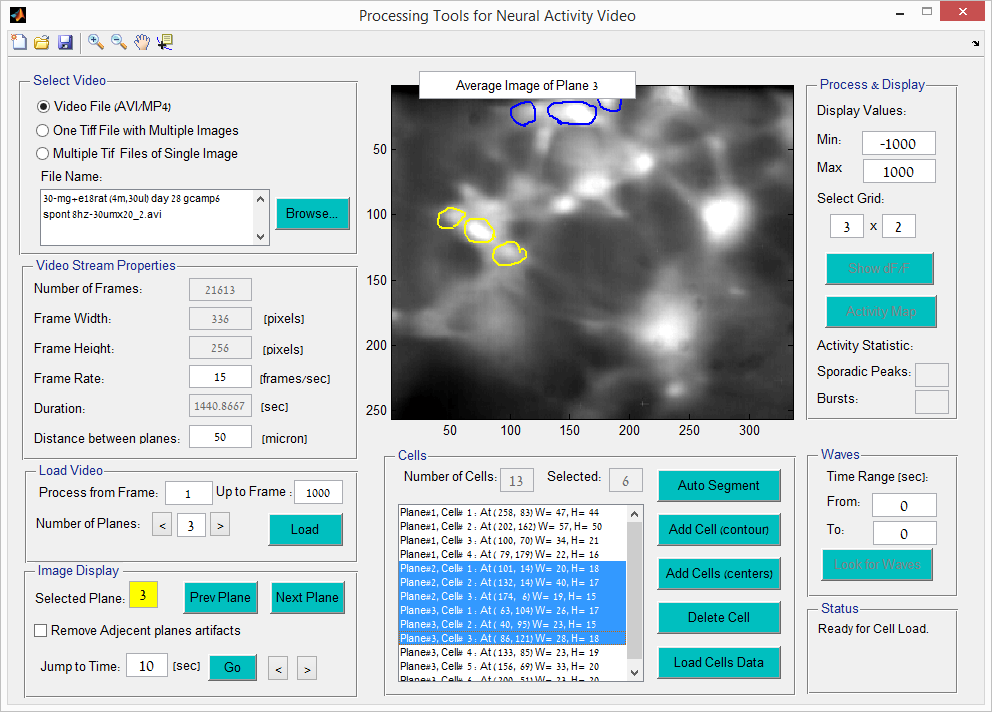 Processing Tools for Neural Activity Video
Select Video
Video File (AVI/MP4)
One Tiff File with Multiple Images
Multiple Tif Files of Single Image
File Name:
30-mg+e18rat (4m,30ul) day 28 gcamp6
spont 8hz-30umx20_2.avi
Browse...
Video Stream Properties
Number of Frames: 21613
Frame Width: 336 [pixels]
Frame Height: 256 [pixels]
Frame Rate: 15 [frames/sec]
Duration: 1440.8667 [sec]
Distance between planes: 50 [micron]
Load Video
Process from Frame: 1 Up to Frame : 1000
Number of Planes: < 3 > Load
Image Display
Selected Plane: 3 Prev Plane Next Plane
Remove Adjecent planes artifacts
Jump to Time: 10 [sec] Go < >
Average Image of Plane 3
50
100
150
200
250
50 100 150 200 250 300
Cells
Number of Cells: 13 Selected: 6
Plane#1, Cell# 1 : At (258, 83) W= 47, H= 44
Plane#1, Cell# 2 : At (202,162) W= 57, H= 50
Plane#1, Cell# 3 : At (100, 70) W= 34, H= 21
Plane#1, Cell# 4 : At ( 79,179) W= 22, H= 16
Plane#2, Cell# 1 : At (101, 14) W= 20, H= 18
Plane#2, Cell# 2 : At (132, 14) W= 40, H= 17
Plane#2, Cell# 3 : At (174, 6) W= 19, H= 15
Plane#3, Cell# 1 : At ( 63,104) W= 26, H= 17
Plane#3, Cell# 2 : At ( 40, 95) W= 23, H= 15
Plane#3, Cell# 3 : At ( 86,121) W= 28, H= 18
Plane#3, Cell# 4 : At (133, 85) W= 23, H= 19
Plane#3, Cell# 5 : At (156, 69) W= 33, H= 20
Plane#3, Cell# 6 : At (200, 51) W= 23, H= 20
Auto Segment
Add Cell (contour)
Add Cells (centers)
Delete Cell
Load Cells Data
Process & Display
Display Values:
Min: -1000
Max 1000
Select Grid:
3 x 2
Show dF/f
Activity Map
Activity Statistic:
Sporadic Peaks:
Bursts:
Waves
Time Range [sec]:
From: 0
To: 0
Look for Waves
Status
Ready for Cell Load.